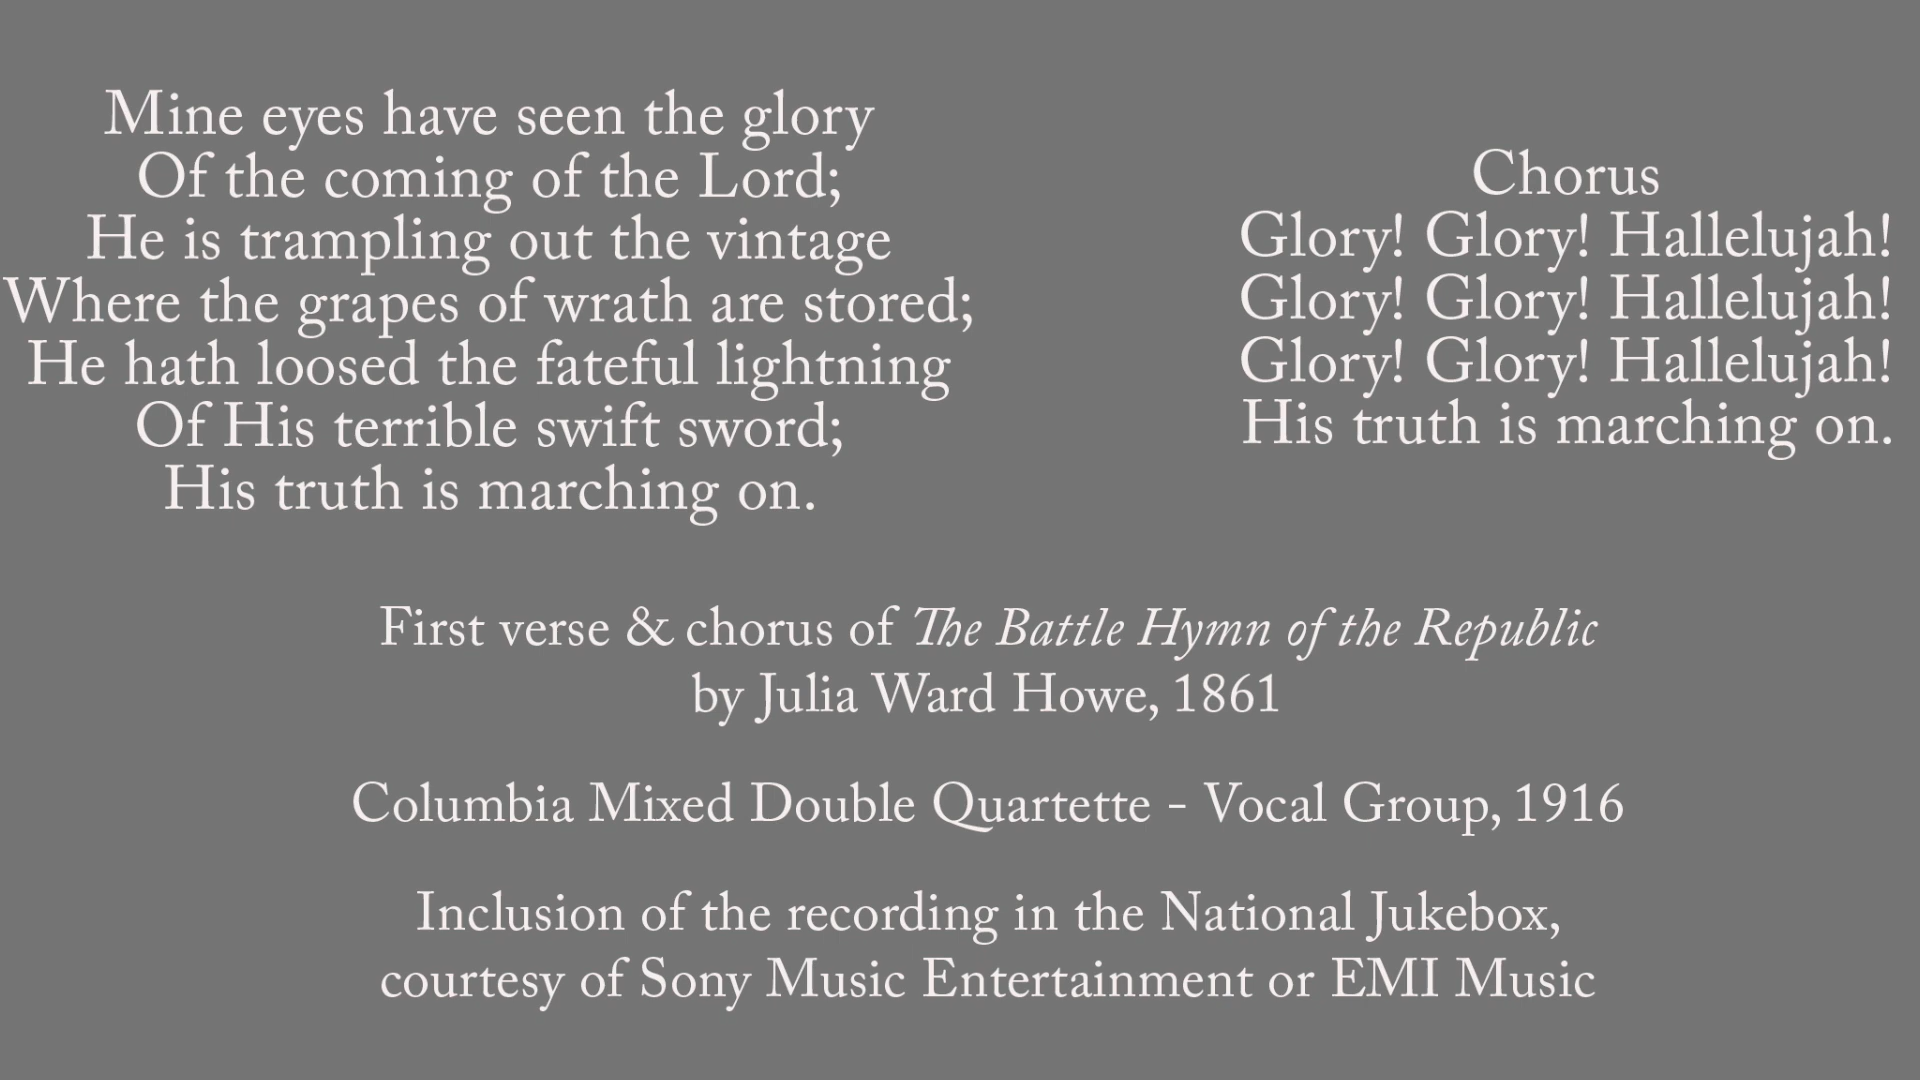 Mine eyes have seen the glory
Of the coming of the Lord;
He is trampling out the vintage
Where the grapes of wrath are stored;
He hath loosed the fateful lightning
Of His terrible swift sword;
His truth is marching on.
Chorus
Glory! Glory! Hallelujah!
Glory! Glory! Hallelujah!
Glory! Glory! Hallelujah!
His truth is marching on.
First verse & chorus of The Battle Hymn of the Republic
by Julia Ward Howe, 1861
Columbia Mixed Double Quartette - Vocal Group, 1916
Inclusion of the recording in the National Jukebox,
courtesy of Sony Music Entertainment or EMI Music